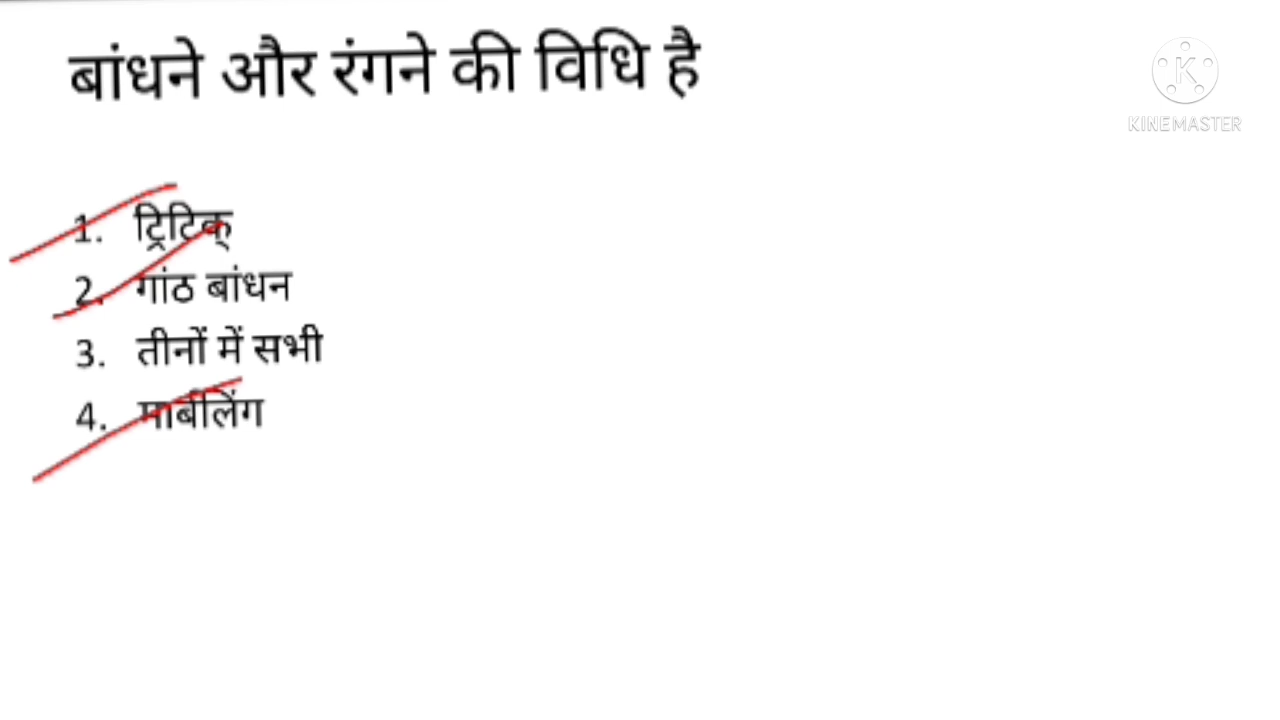 बांधने और रंगने की विधि है
KINEMASTER
1. ट्रिटिक्
2. गांठ बांधन
3. तीनों में सभी
4. मार्बलिंग